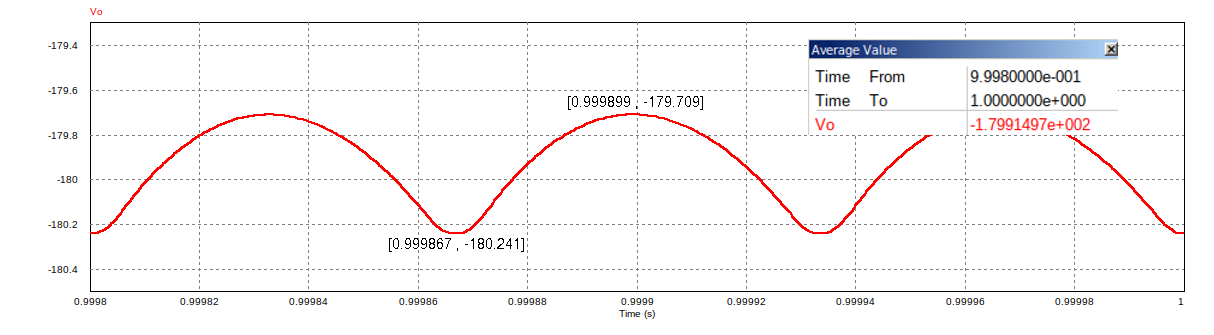 Vo
-179.4
-179.6
-179.8
-180
-180.2
-180.4
[0.999899 , -179.709]
[0.999867 , -180.241]
Average Value
Time From 9.9980000e-001
Time To 1.0000000e+000
Vo -1.7991497e+002
0.9998 0.99982 0.99984 0.99986 0.99988 0.9999 0.99992 0.99994 0.99996 0.99998 1
Time (s)